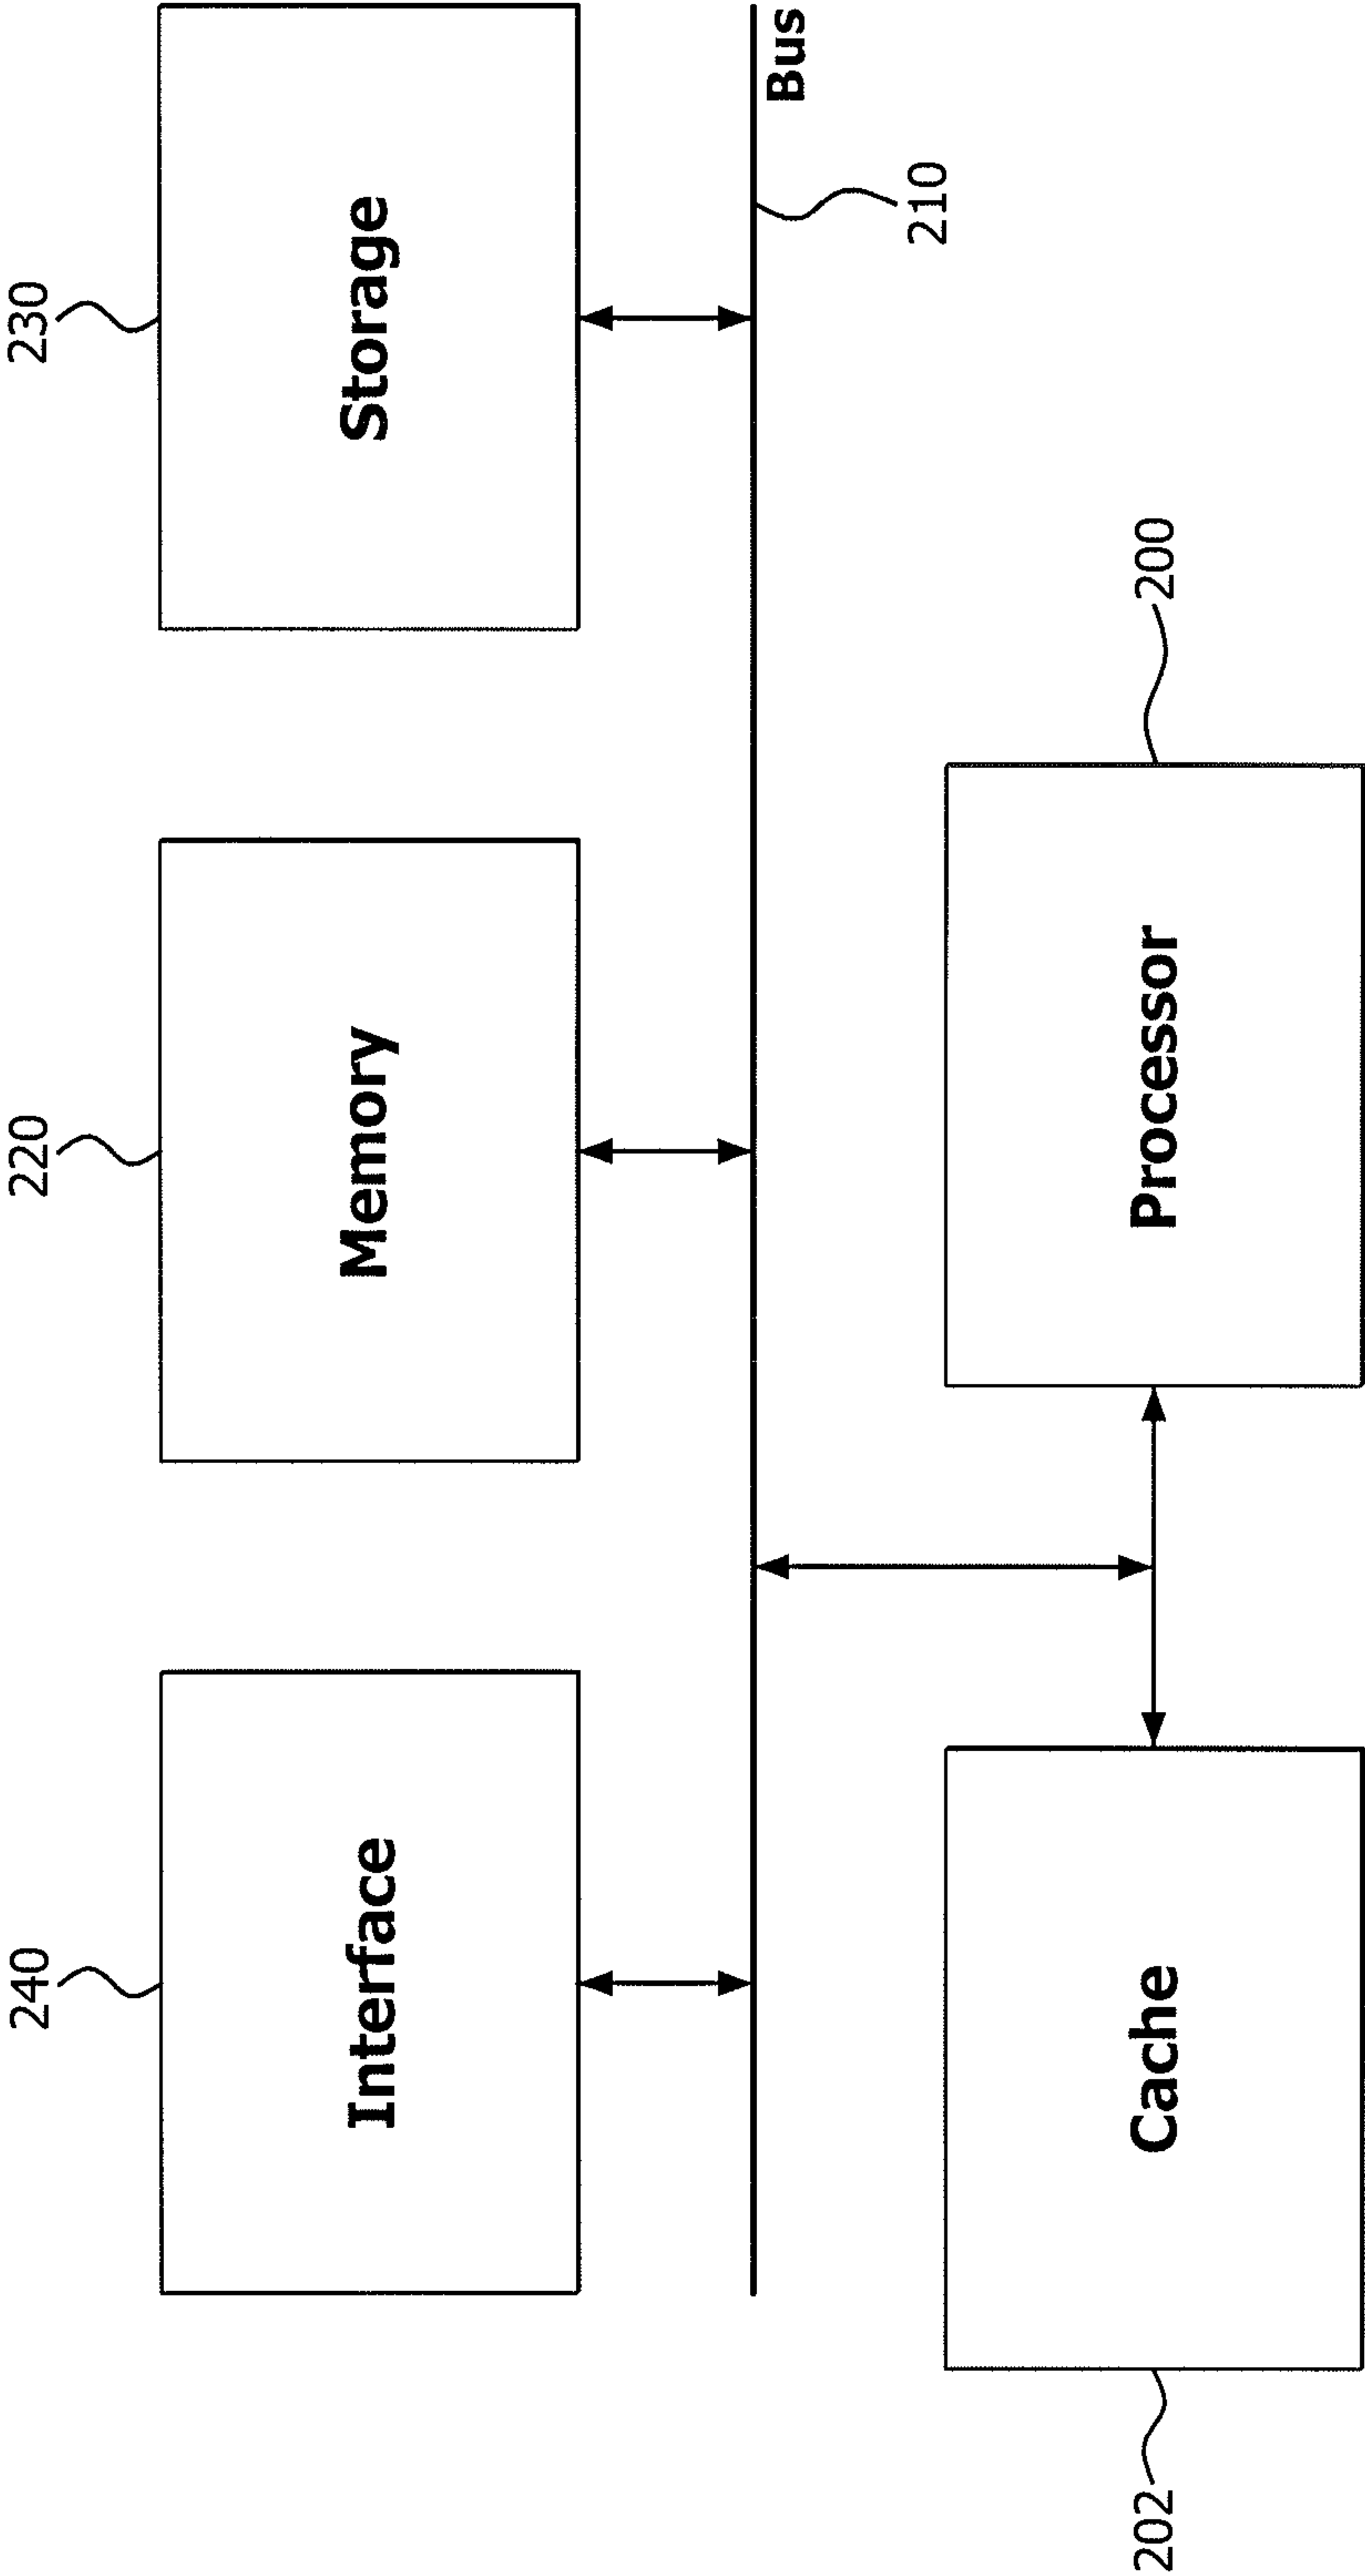 240
220
230
Interface
Memory
Storage
Bus
210
202
Cache
Processor
200